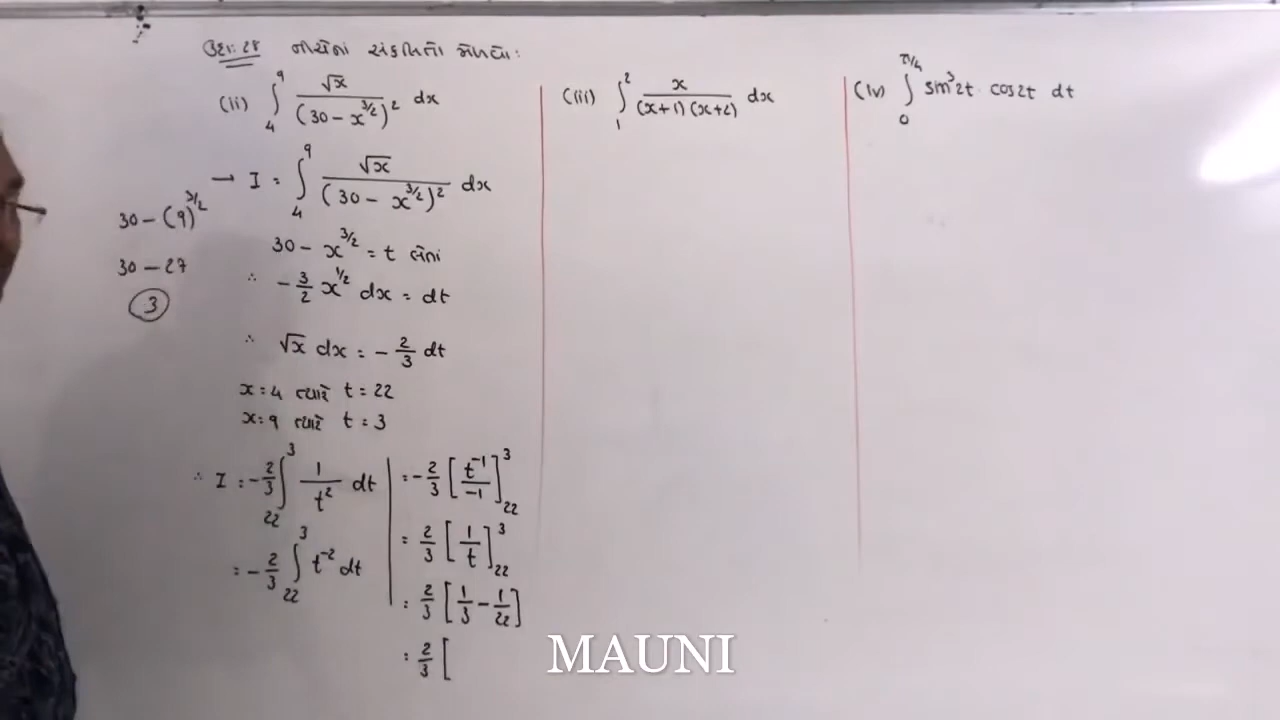 ઉદા: 28 નીચેનાં સંકલિતો મેળવો:
(ii) ∫₄⁹ √x / (30 - x^(3/2))² dx
→ I = ∫₄⁹ √x / (30 - x^(3/2))² dx
30 - (9)^(3/2)
30 - 27
3
30 - x^(3/2) = t લેતાં
∴ -3/2 x^(1/2) dx = dt
∴ √x dx = -2/3 dt
x = 4 ત્યારે t = 22
x = 9 ત્યારે t = 3
∴ I = -2/3 ∫₂₂³ 1/t² dt
= -2/3 ∫₂₂³ t⁻² dt
= -2/3 [t⁻¹/-1]₂₂³
= 2/3 [1/t]₂₂³
= 2/3 [1/3 - 1/22]
= 2/3 [
(iii) ∫₁² x / (x+1)(x+2) dx
(iv) ∫₀^(π/4) sin³2t · cos2t dt
MAUNI